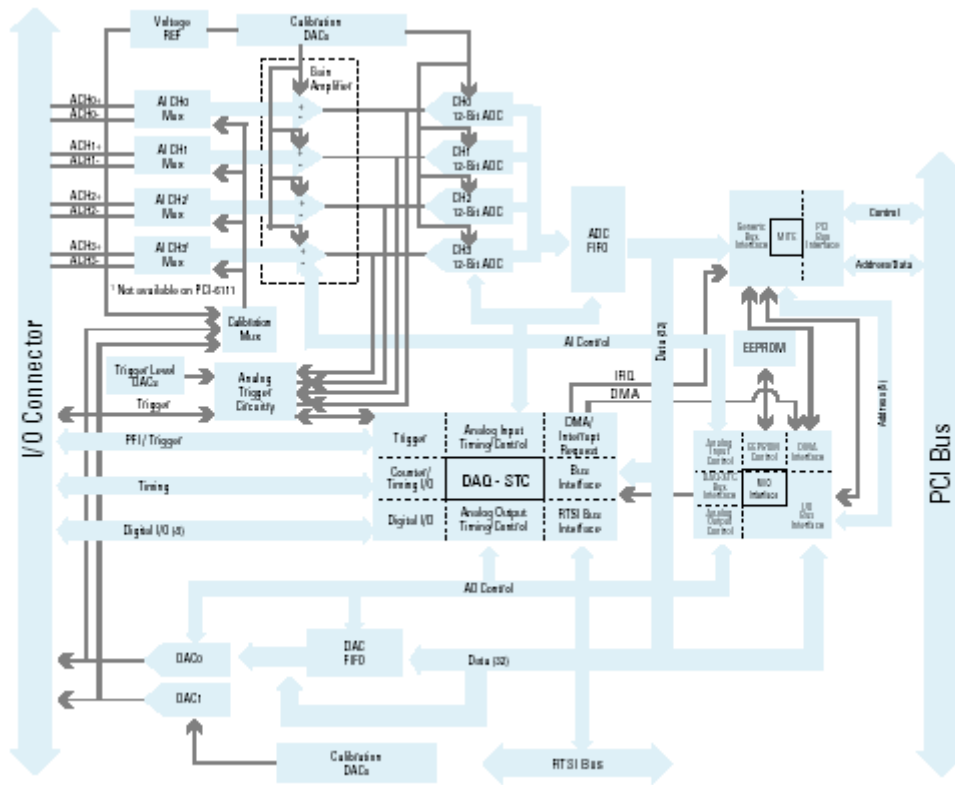 Voltage
REF
Calibration
DACs
Gain
Amplifier
ACH0+
ACH0-
AI CH0
Mux
+
-
CH0
12-Bit ADC
ACH1+
ACH1-
AI CH1
Mux
+
-
CH1
12-Bit ADC
ACH2+
ACH2-
AI CH2¹
Mux
+
-
CH2
12-Bit ADC
ACH3+
ACH3-
AI CH3¹
Mux
+
-
CH3
12-Bit ADC
¹ Not available on PCI-6111
ADC
FIFO
Generic
Bus
Interface
MITE
PCI
Bus
Interface
Control
Address/Data
I/O Connector
PCI Bus
Calibration
Mux
Trigger Level
DACs
Analog
Trigger
Circuitry
Trigger
AI Control
Data (32)
IRQ
DMA
EEPROM
Address (5)
PFI / Trigger
Timing
Digital I/O (8)
Trigger
Analog Input
Timing/Control
DMA/
Interrupt
Request
Counter/
Timing I/O
DAQ - STC
Bus
Interface
Digital I/O
Analog Output
Timing/Control
RTSI Bus
Interface
Analog
Input
Control
EEPROM
Control
DMA
Interface
DAQ-STC
Bus
Interface
MIO
Interface
Analog
Output
Control
I/O
Bus
Interface
AO Control
DAC0
DAC
FIFO
Data (32)
DAC1
Calibration
DACs
RTSI Bus